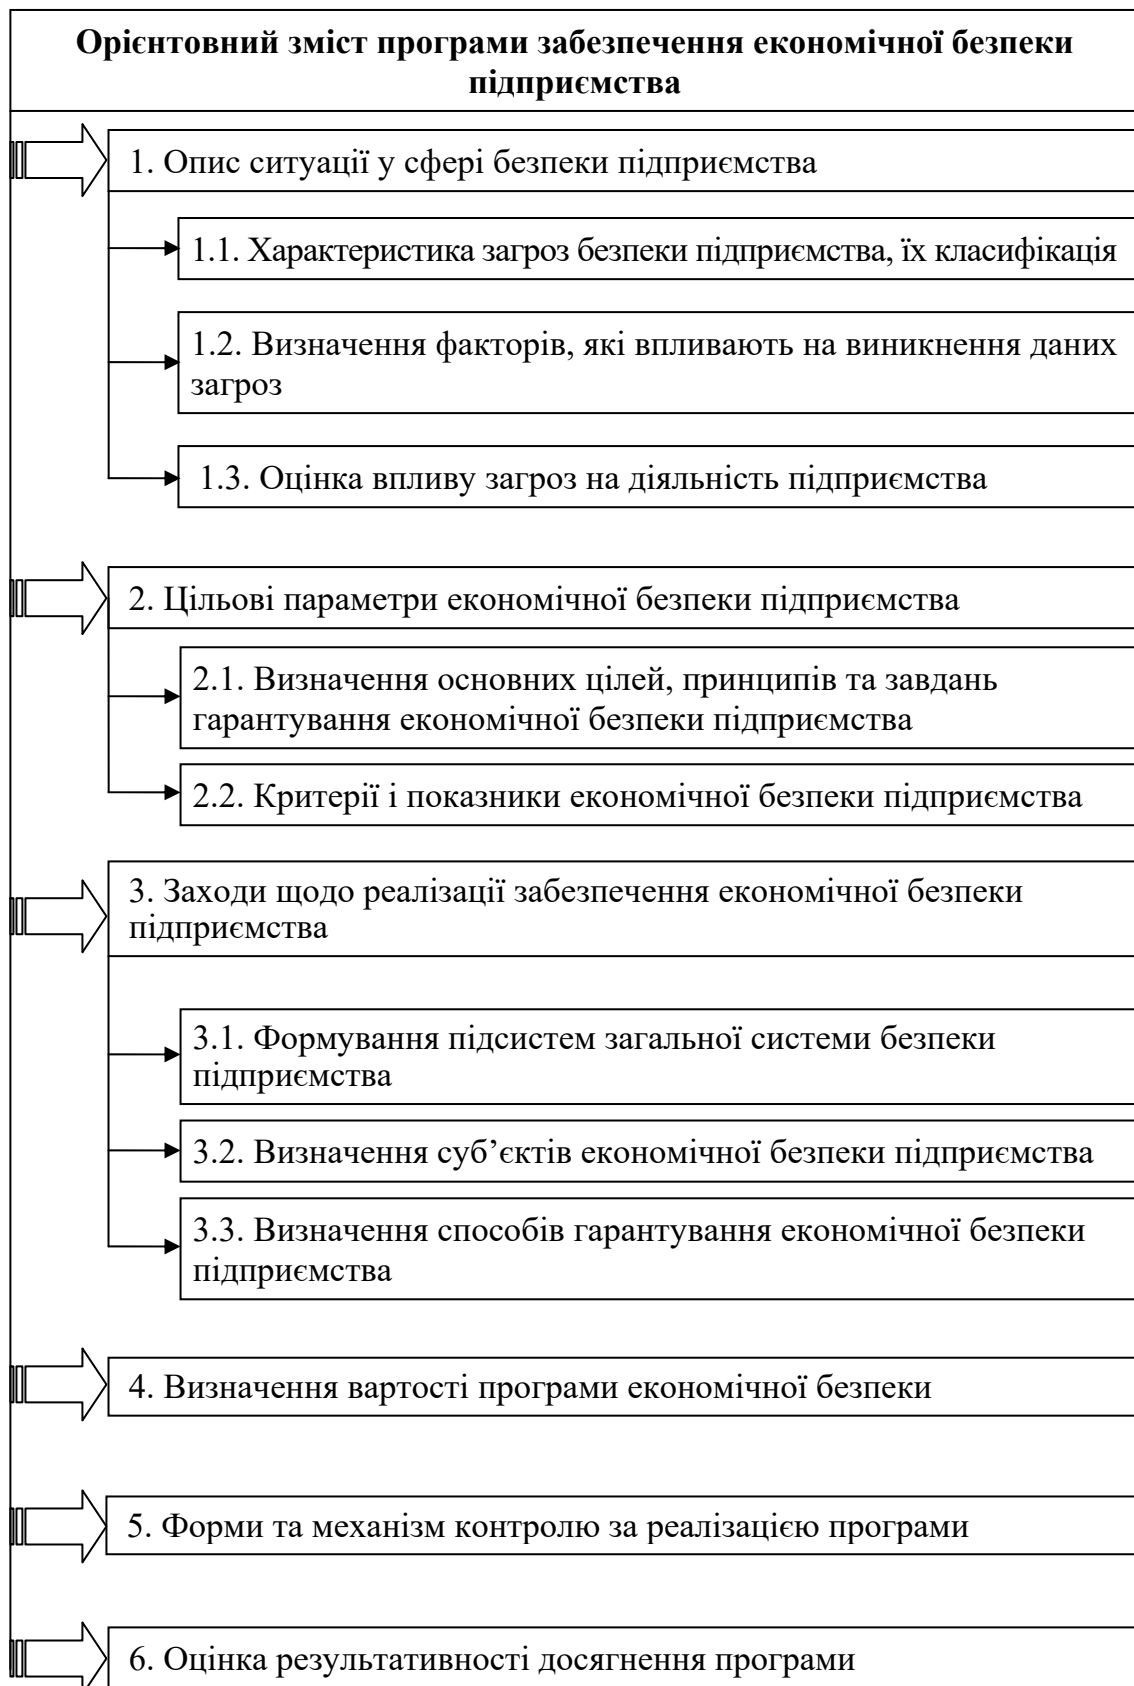 Орієнтовний зміст програми забезпечення економічної безпеки
підприємства
1. Опис ситуації у сфері безпеки підприємства
1.1. Характеристика загроз безпеки підприємства, їх класифікація
1.2. Визначення факторів, які впливають на виникнення даних
загроз
1.3. Оцінка впливу загроз на діяльність підприємства
2. Цільові параметри економічної безпеки підприємства
2.1. Визначення основних цілей, принципів та завдань
гарантування економічної безпеки підприємства
2.2. Критерії і показники економічної безпеки підприємства
3. Заходи щодо реалізації забезпечення економічної безпеки
підприємства
3.1. Формування підсистем загальної системи безпеки
підприємства
3.2. Визначення суб’єктів економічної безпеки підприємства
3.3. Визначення способів гарантування економічної безпеки
підприємства
4. Визначення вартості програми економічної безпеки
5. Форми та механізм контролю за реалізацією програми
6. Оцінка результативності досягнення програми